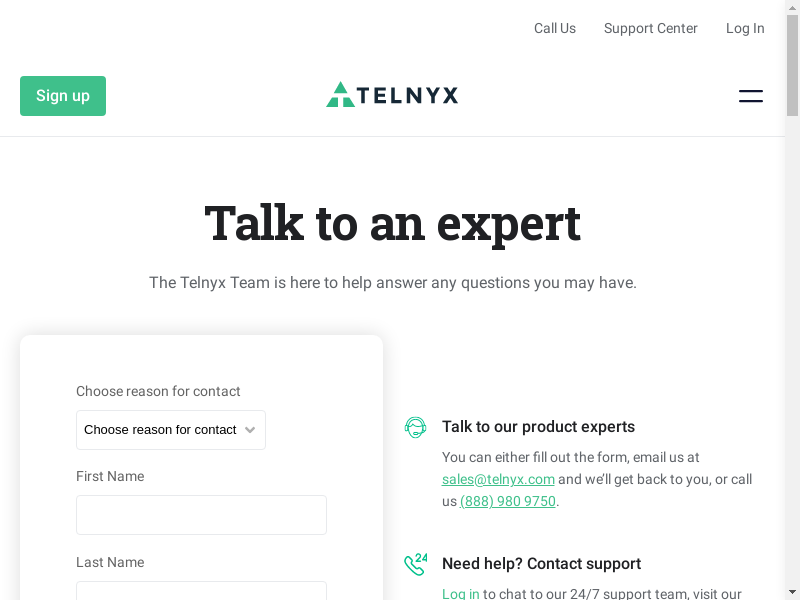 Call Us Support Center Log In
Sign up
TELNYX
Talk to an expert
The Telnyx Team is here to help answer any questions you may have.
Choose reason for contact
Choose reason for contact
First Name
Last Name
Talk to our product experts
You can either fill out the form, email us at
sales@telnyx.com and we’ll get back to you, or call
us (888) 980 9750.
24
Need help? Contact support
Log in to chat to our 24/7 support team, visit our